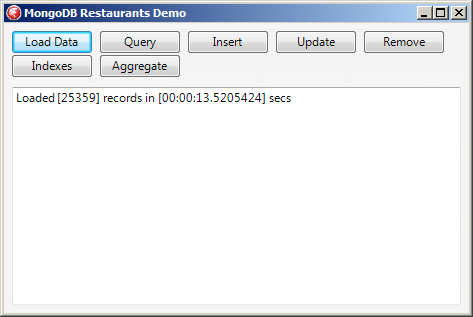 MongoDB Restaurants Demo
Load Data Query Insert Update Remove
Indexes Aggregate
Loaded [25359] records in [00:00:13.5205424] secs